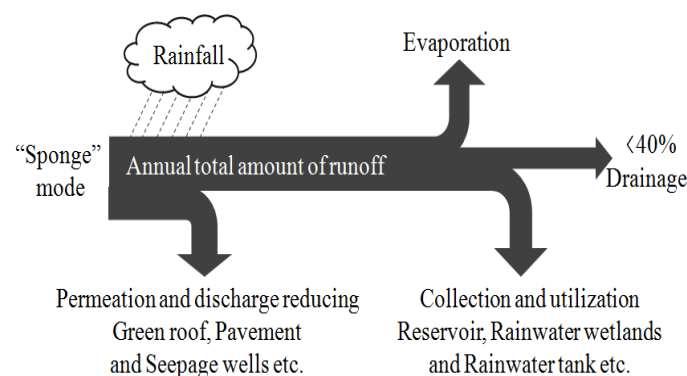 Rainfall
Evaporation
“Sponge”
mode
Annual total amount of runoff
<40%
Drainage
Permeation and discharge reducing
Green roof, Pavement
and Seepage wells etc.
Collection and utilization
Reservoir, Rainwater wetlands
and Rainwater tank etc.